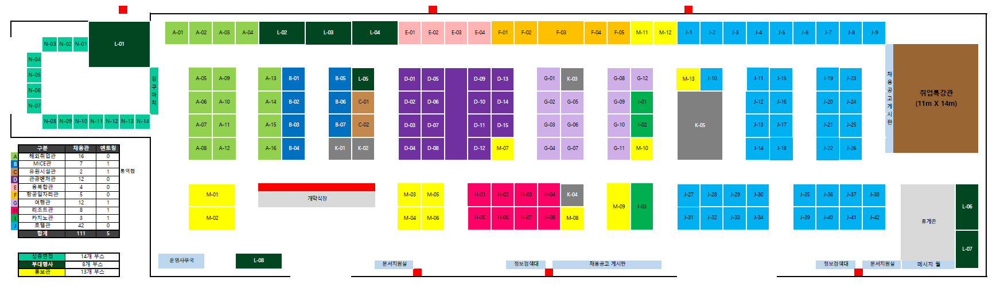 A-01 A-02 A-03 A-04 L-02 L-03 L-04 E-01 E-02 E-03 E-04 F-01 F-02 F-03 F-04 F-05 M-11 M-12 J-1 J-2 J-3 J-4 J-5 J-6 J-7 J-8 J-9
N-03 N-02 N-01 L-01
N-04
N-05
N-06
N-07
N-08 N-09 N-10 N-11 N-12 N-13 N-14
입구아치
A-05 A-09 A-13 B-01 B-05 L-05 D-01 D-05 D-09 D-13 G-01 K-03 G-08 G-12 M-13 J-10 J-11 J-15 J-19 J-23
A-06 A-10 A-14 B-02 B-06 C-01 D-02 D-06 D-10 D-14 G-02 G-05 G-09 I-01 J-12 J-16 J-20 J-24
A-07 A-11 A-15 B-03 B-07 C-02 D-03 D-07 D-11 D-15 G-03 G-06 G-10 I-02 K-05 J-13 J-17 J-21 J-25
A-08 A-12 A-16 B-04 K-01 K-02 D-04 D-08 D-12 M-07 G-04 G-07 G-11 M-10 J-14 J-18 J-22 J-26
채용공고게시판
취업특강관
(11m X 14m)
구분 채용관 멘토링
A 해외취업관 16 0
B MICE관 7 1
C 유원시설관 2 1 통역협
D 관광벤처관 12 0
E 융복합관 4 0
F 항공일자리관 5 0
G 여행관 12 1
H 리조트관 8 1
I 카지노관 3 1
J 호텔관 42 0
합계 111 5
심층면접 14개 부스
부대행사 8개 부스
홍보관 13개 부스
M-01 개막식장 M-03 M-05 H-01 H-02 H-03 H-04 K-04 M-09 I-03 J-27 J-28 J-29 J-30 J-35 J-36 J-37 J-38
M-02 M-04 M-06 H-05 H-06 H-07 H-08 M-08 J-31 J-32 J-33 J-34 J-39 J-40 J-41 J-42
휴게존
L-06
L-07
운영사무국 L-08 문서지원실 정보검색대 채용공고 게시판 정보검색대 문서지원실 메시지 월